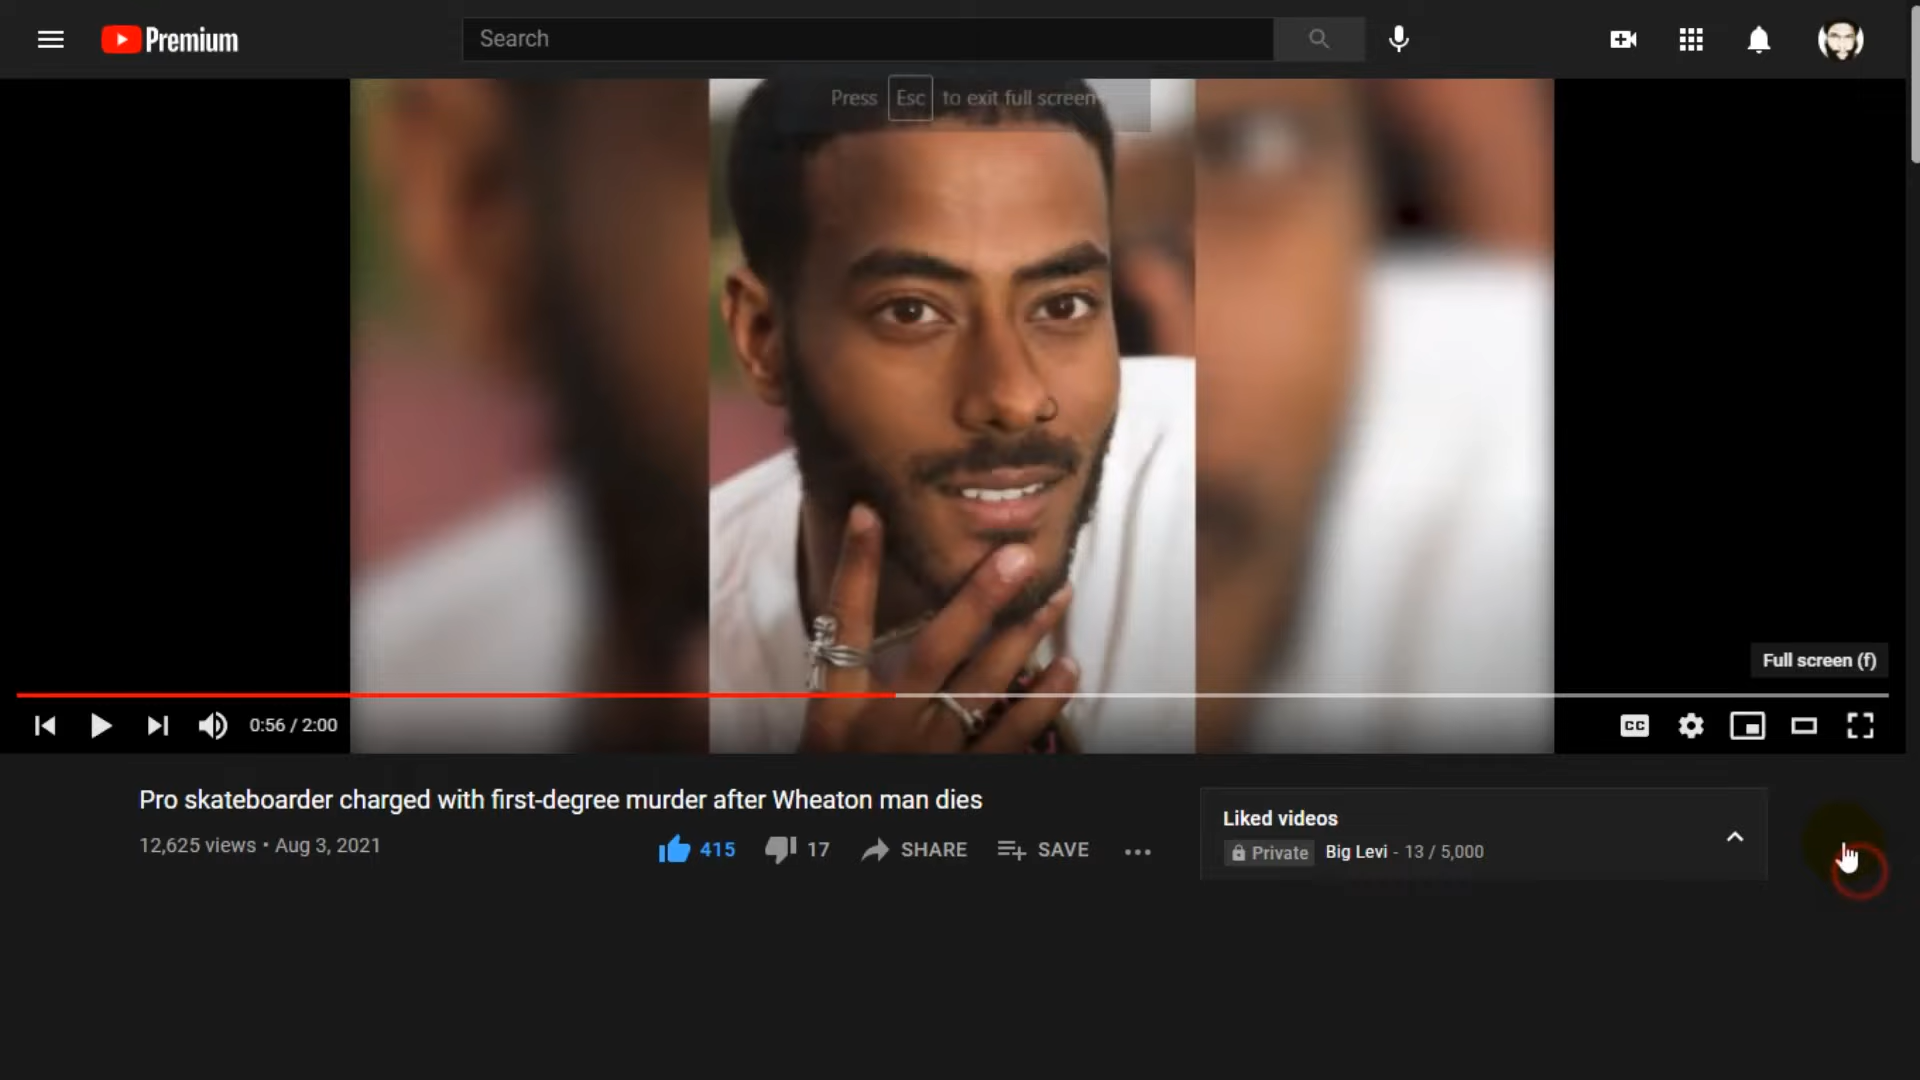 Premium
Search
Press Esc to exit full screen
Full screen (f)
0:56 / 2:00
CC
Pro skateboarder charged with first-degree murder after Wheaton man dies
12,625 views • Aug 3, 2021
415
17
SHARE
SAVE
Liked videos
Private Big Levi - 13 / 5,000